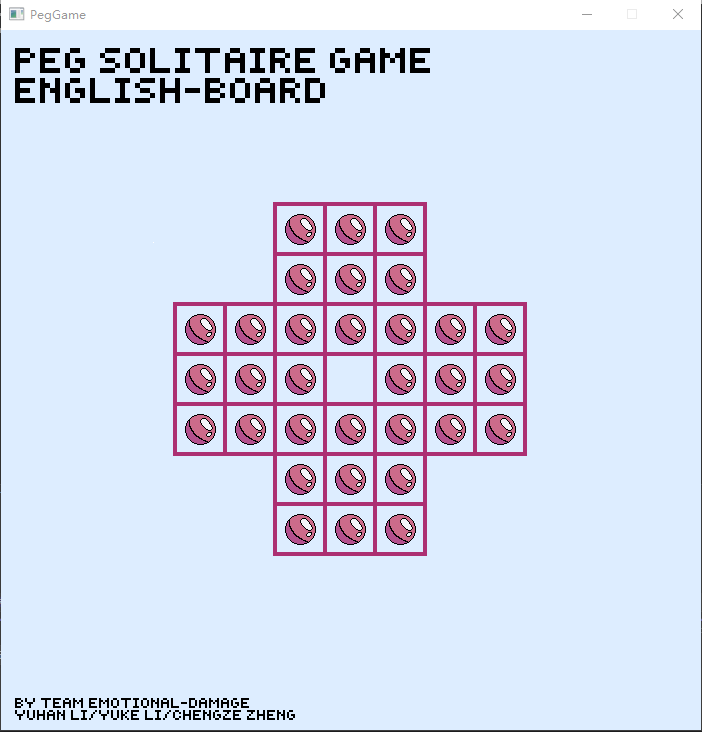 PegGame
PEG SOLITAIRE GAME
ENGLISH-BOARD
BY TEAM EMOTIONAL-DAMAGE
YUHAN LI/YUKE LI/CHENGZE ZHENG